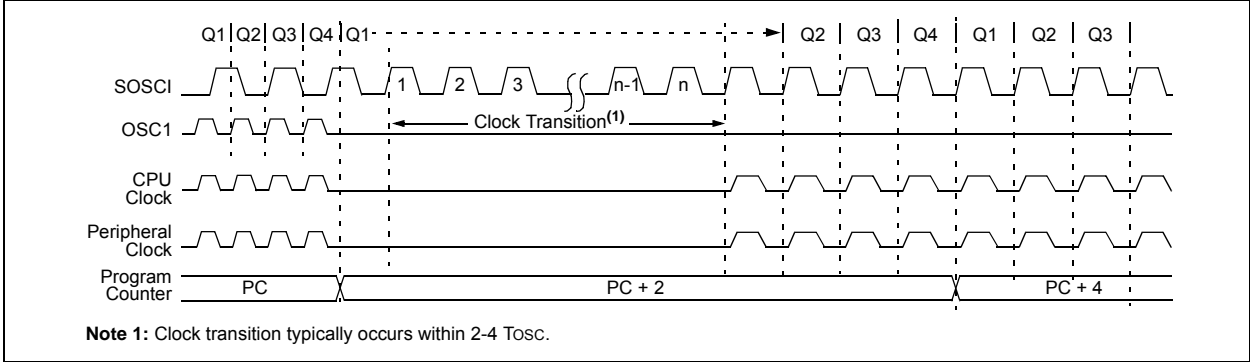 Q1 Q2 Q3 Q4 Q1 Q2 Q3 Q4 Q1 Q2 Q3
SOSCI 1 2 3 n-1 n
Clock Transition(1)
OSC1
CPU
Clock
Peripheral
Clock
Program
Counter
PC PC + 2 PC + 4
Note 1: Clock transition typically occurs within 2-4 TOSC.